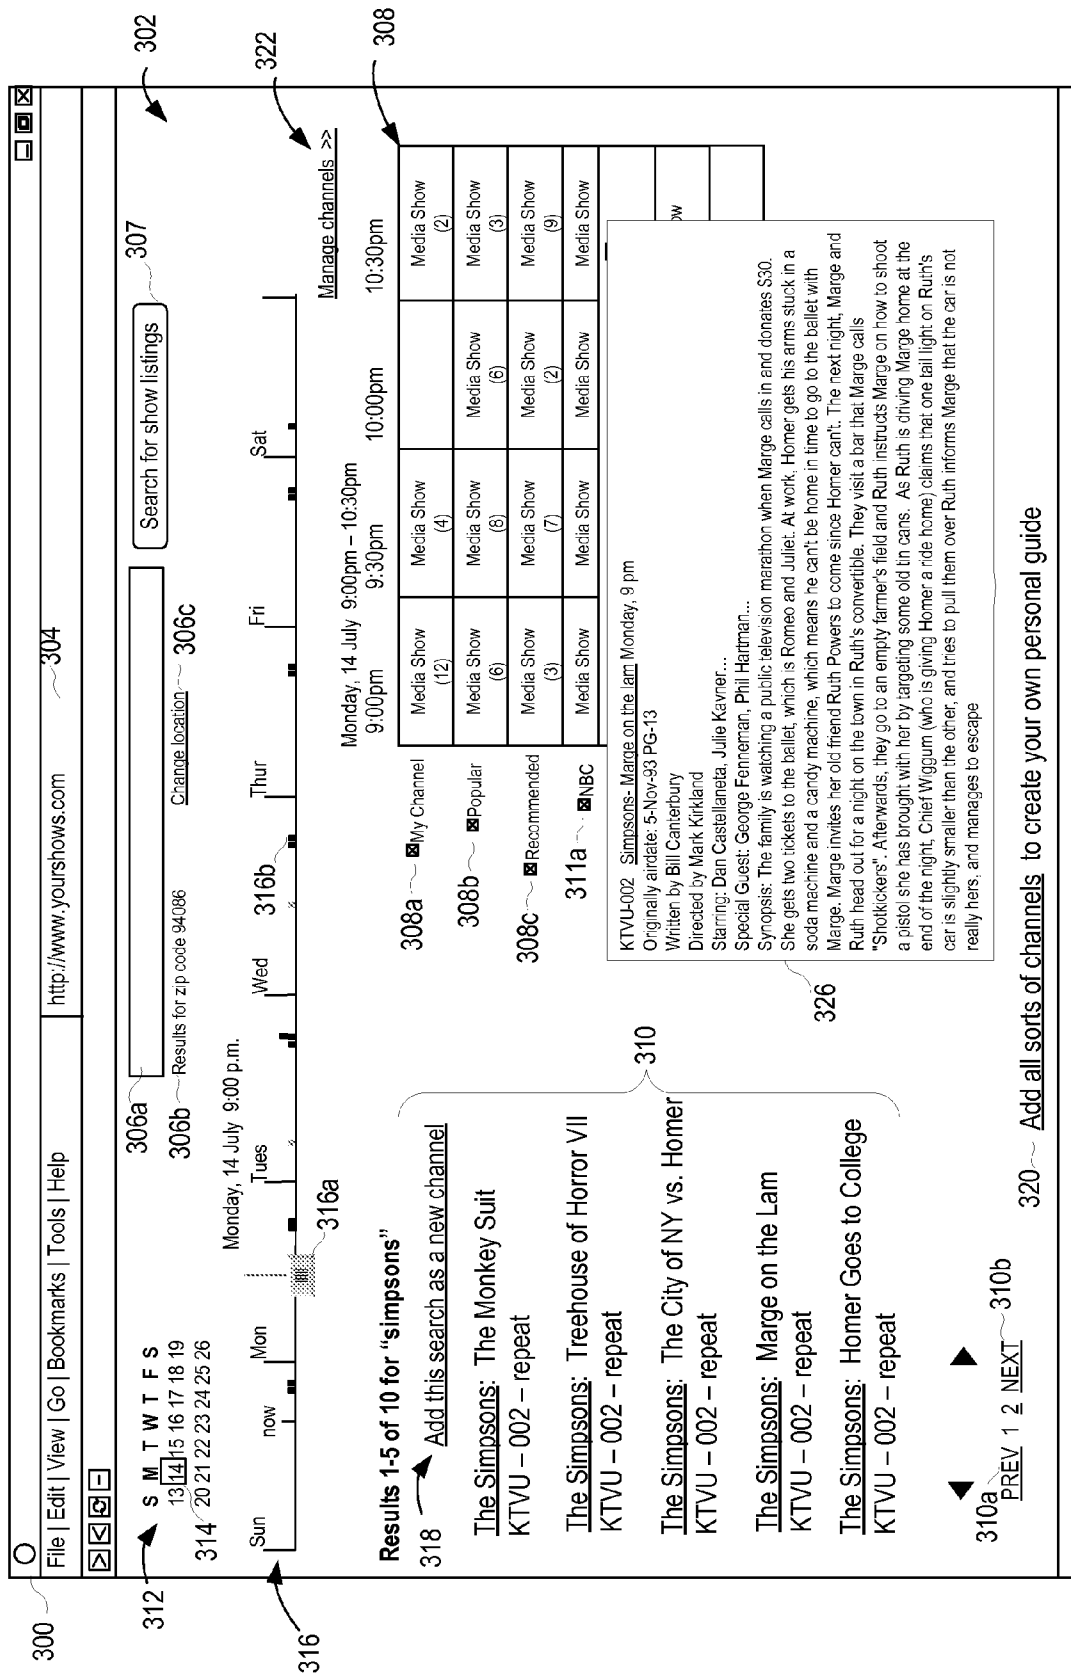 300
File | Edit | View | Go | Bookmarks | Tools | Help
http://www.yourshows.com
304
302
312
S M T W T F S
13 14 15 16 17 18 19
20 21 22 23 24 25 26
314
306a
Search for show listings
307
306b
Results for zip code 94086
Change location
306c
Monday, 14 July 9:00 p.m.
316
Sun
now
Mon
Tues
Wed
Thur
Fri
Sat
316a
316b
Manage channels >>
322
Results 1-5 of 10 for “simpsons”
318
Add this search as a new channel
The Simpsons: The Monkey Suit
KTVU – 002 – repeat
The Simpsons: Treehouse of Horror VII
KTVU – 002 – repeat
The Simpsons: The City of NY vs. Homer
KTVU – 002 – repeat
The Simpsons: Marge on the Lam
KTVU – 002 – repeat
The Simpsons: Homer Goes to College
KTVU – 002 – repeat
310
310a
PREV 1 2 NEXT
310b
Monday, 14 July 9:00pm – 10:30pm
9:00pm 9:30pm 10:00pm 10:30pm
308
308a
My Channel
Media Show (12)
Media Show (4)
Media Show (2)
308b
Popular
Media Show (6)
Media Show (8)
Media Show (6)
Media Show (3)
308c
Recommended
Media Show (3)
Media Show (7)
Media Show (2)
Media Show (9)
311a
NBC
Media Show
Media Show
Media Show
Media Show
ow
KTVU-002 Simpsons- Marge on the lam Monday, 9 pm
Originally airdate: 5-Nov-93 PG-13
Written by Bill Canterbury
Directed by Mark Kirkland
Starring: Dan Castellaneta, Julie Kavner...
Special Guest: George Fenneman, Phil Hartman...
Synopsis: The family is watching a public television marathon when Marge calls in and donates $30.
She gets two tickets to the ballet, which is Romeo and Juliet. At work, Homer gets his arms stuck in a
soda machine and a candy machine, which means he can't be home in time to go to the ballet with
Marge. Marge invites her old friend Ruth Powers to come since Homer can't. The next night, Marge and
Ruth head out for a night on the town in Ruth's convertible. They visit a bar that Marge calls
"Shotkickers". Afterwards, they go to an empty farmer's field and Ruth instructs Marge on how to shoot
a pistol she has brought with her by targeting some old tin cans. As Ruth is driving Marge home at the
end of the night, Chief Wiggum (who is giving Homer a ride home) claims that one tail light on Ruth's
car is slightly smaller than the other, and tries to pull them over Ruth informs Marge that the car is not
really hers, and manages to escape
326
320
Add all sorts of channels to create your own personal guide